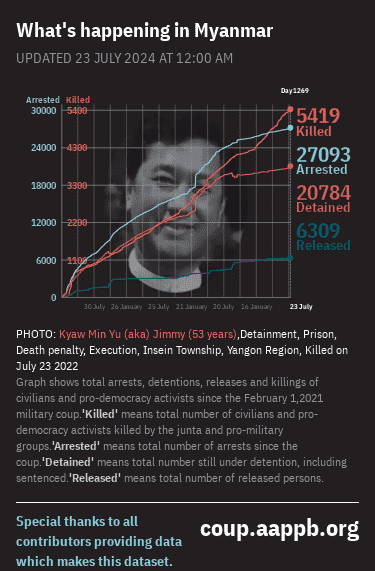 What's happening in Myanmar
UPDATED 23 JULY 2024 AT 12:00 AM
Day1269
Arrested Killed
30000 5400
24000 4300
18000 3300
12000 2200
6000 1100
0
5419
Killed
27093
Arrested
20784
Detained
6309
Released
30 July 26 January 25 July 21 January 20 July 16 January 23 July
PHOTO: Kyaw Min Yu (aka) Jimmy (53 years),Detainment, Prison,
Death penalty, Execution, Insein Township, Yangon Region, Killed on
July 23 2022
Graph shows total arrests, detentions, releases and killings of
civilians and pro-democracy activists since the February 1,2021
military coup.'Killed' means total number of civilians and pro-
democracy activists killed by the junta and pro-military
groups.'Arrested' means total number of arrests since the
coup.'Detained' means total number still under detention, including
sentenced.'Released' means total number of released persons.
Special thanks to all
contributors providing data
which makes this dataset.
coup.aappb.org